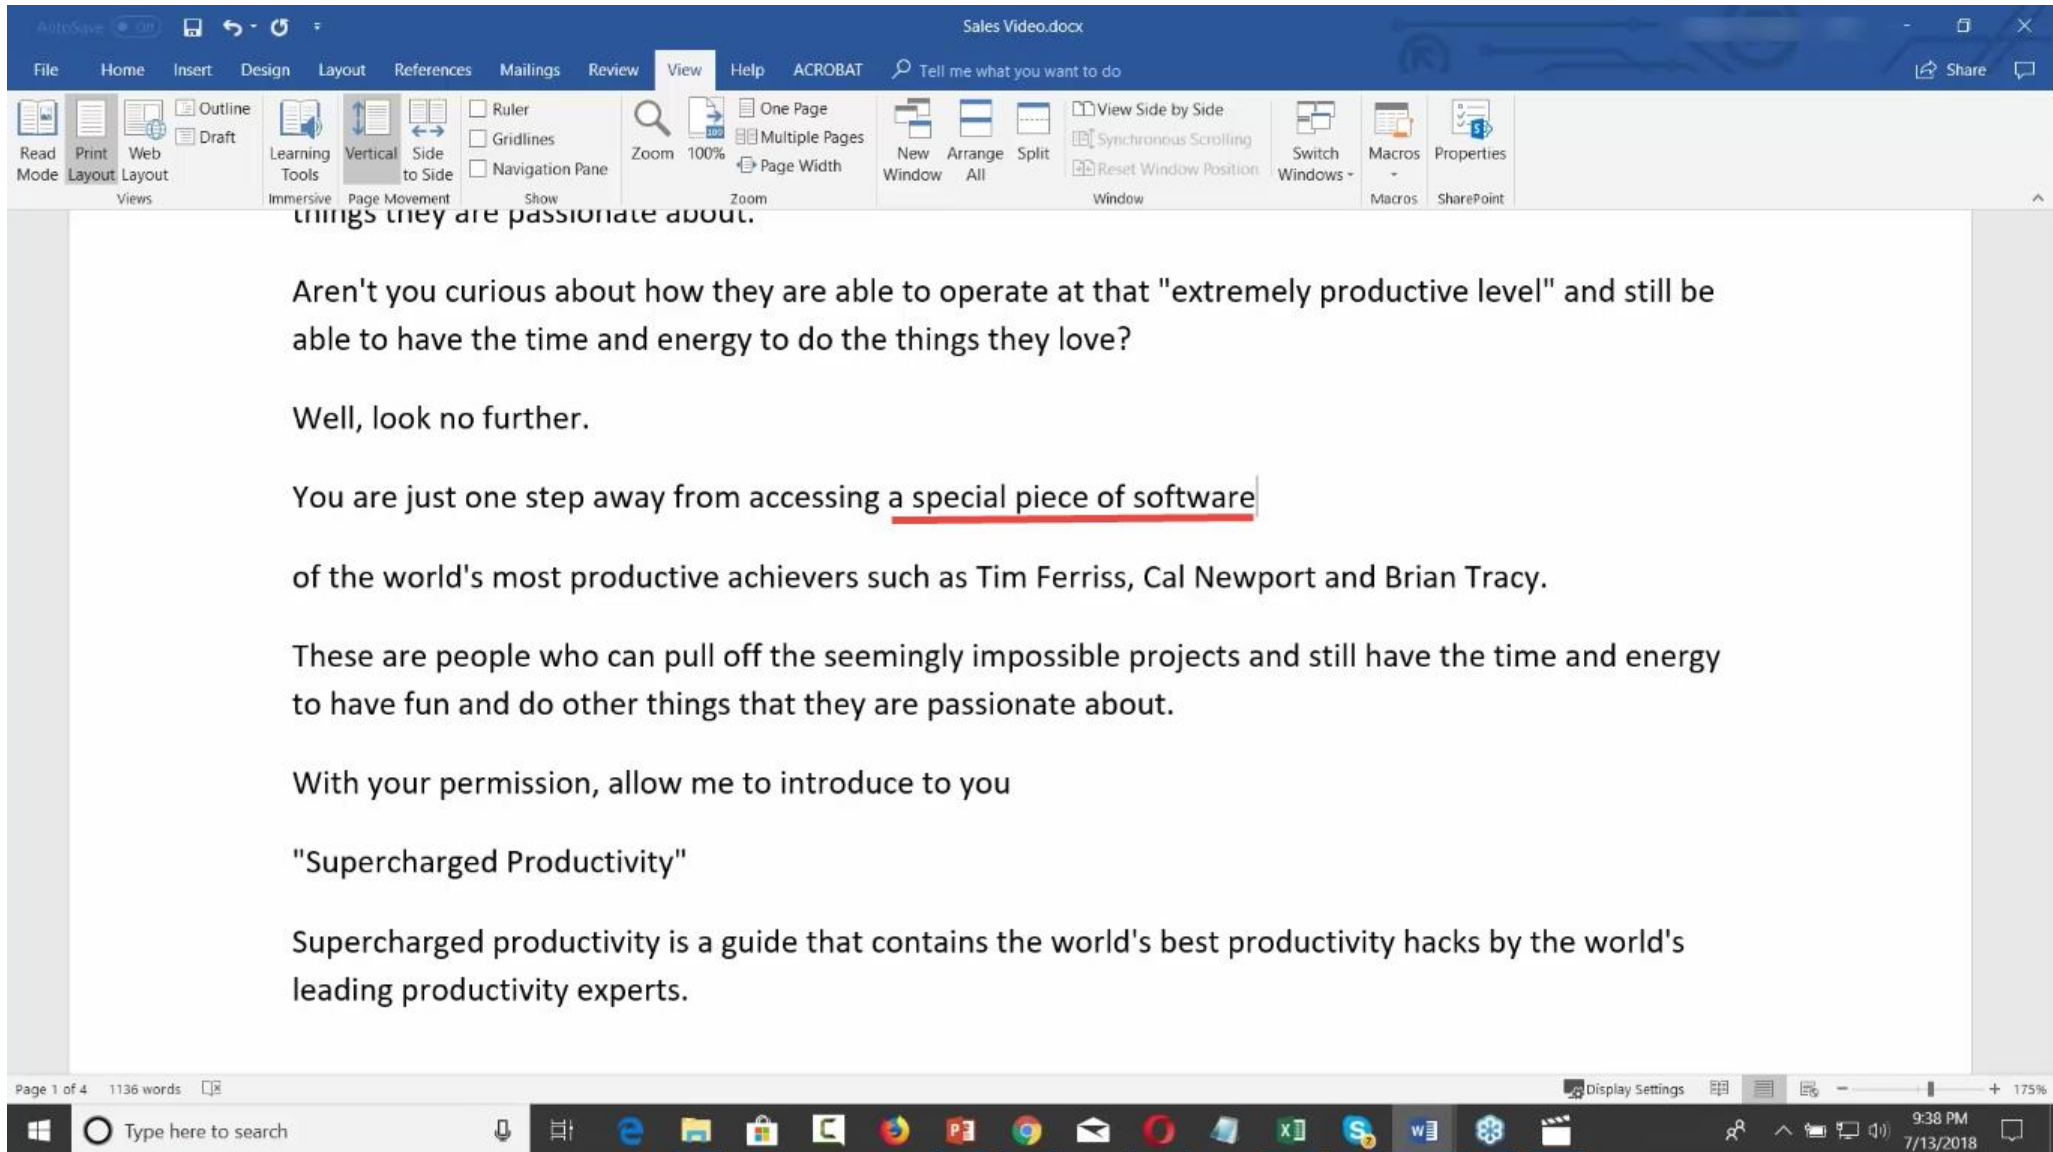 AutoSave Off
Sales Video.docx
File Home Insert Design Layout References Mailings Review View Help ACROBAT Tell me what you want to do Share
Read Mode
Print Layout
Web Layout
Outline
Draft
Views
Learning Tools
Immersive
Vertical
Side to Side
Page Movement
Ruler
Gridlines
Navigation Pane
Show
Zoom
100%
One Page
Multiple Pages
Page Width
Zoom
New Window
Arrange All
Split
View Side by Side
Synchronous Scrolling
Reset Window Position
Switch Windows
Window
Macros
Macros
Properties
SharePoint
things they are passionate about.
Aren't you curious about how they are able to operate at that "extremely productive level" and still be
able to have the time and energy to do the things they love?
Well, look no further.
You are just one step away from accessing a special piece of software
of the world's most productive achievers such as Tim Ferriss, Cal Newport and Brian Tracy.
These are people who can pull off the seemingly impossible projects and still have the time and energy
to have fun and do other things that they are passionate about.
With your permission, allow me to introduce to you
"Supercharged Productivity"
Supercharged productivity is a guide that contains the world's best productivity hacks by the world's
leading productivity experts.
Page 1 of 4 1136 words Display Settings 175%
Type here to search
9:38 PM
7/13/2018